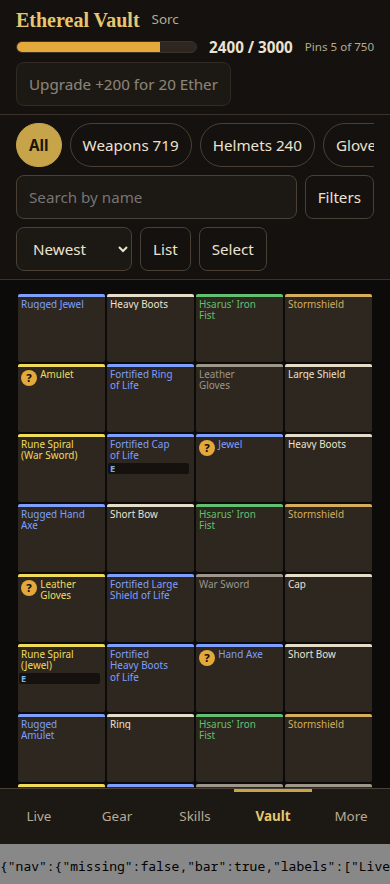 Ethereal Vault Sorc
2400 / 3000 Pins 5 of 750
Upgrade +200 for 20 Ether
All Weapons 719 Helmets 240 Glove
Search by name Filters
Newest List Select
Rugged Jewel Heavy Boots Hsarus' Iron Stormshield
Fist
? Amulet Fortified Ring Leather Large Shield
of Life Gloves
Rune Spiral Fortified Cap ? Jewel Heavy Boots
(War Sword) of Life
E
Rugged Hand Short Bow Hsarus' Iron Stormshield
Axe Fist
? Leather Fortified Large War Sword Cap
Gloves Shield of Life
Rune Spiral Fortified ? Hand Axe Short Bow
(Jewel) Heavy Boots
E of Life
Rugged Ring Hsarus' Iron Stormshield
Amulet Fist
Live Gear Skills Vault More
{"nav":{"missing":false,"bar":true,"labels":["Live